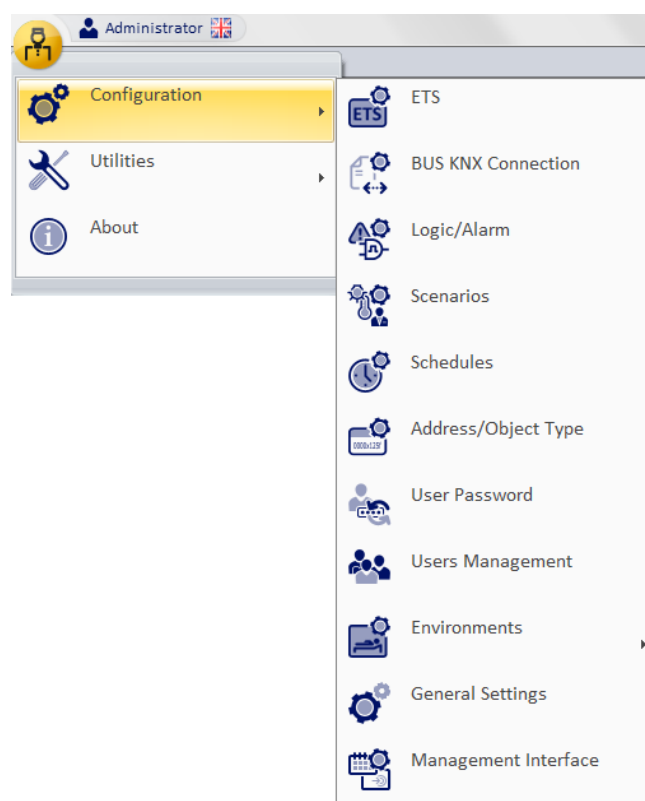 Administrator
Configuration
Utilities
About
ETS
ETS
BUS KNX Connection
Logic/Alarm
Scenarios
Schedules
Address/Object Type
User Password
Users Management
Environments
General Settings
Management Interface